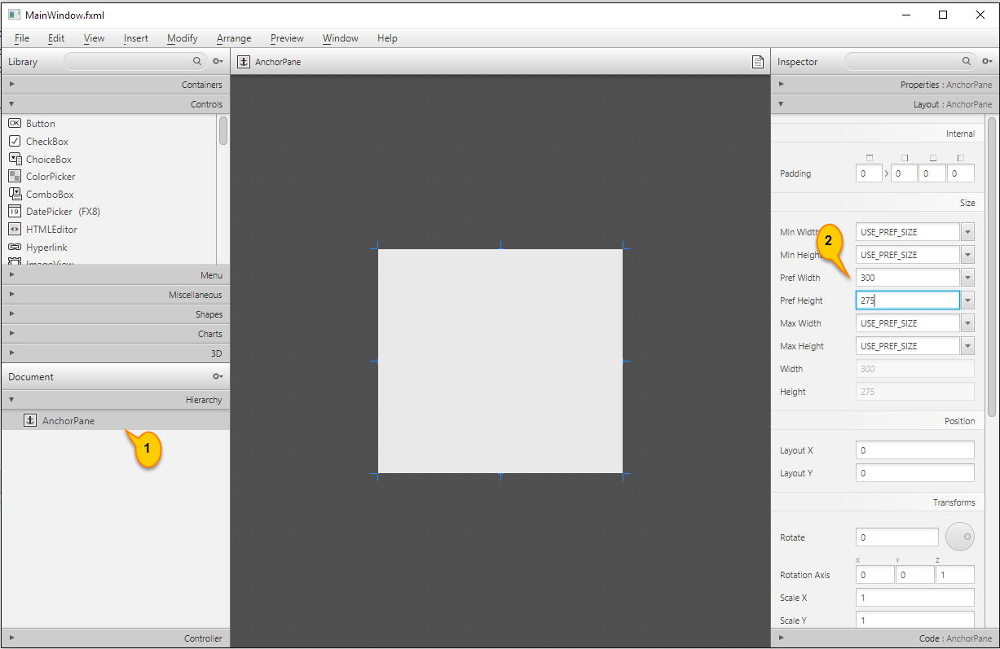 MainWindow.fxml
File Edit View Insert Modify Arrange Preview Window Help
Library
Containers
Controls
OK Button
CheckBox
ChoiceBox
ColorPicker
ComboBox
19 DatePicker (FX8)
HTMLEditor
Hyperlink
ImageView
Menu
Miscellaneous
Shapes
Charts
3D
Document
Hierarchy
AnchorPane
1
Controller
AnchorPane
Inspector
Properties : AnchorPane
Layout : AnchorPane
Internal
Padding 0 0 0 0
Size
Min Width USE_PREF_SIZE
2
Min Height USE_PREF_SIZE
Pref Width 300
Pref Height 275
Max Width USE_PREF_SIZE
Max Height USE_PREF_SIZE
Width 300
Height 275
Position
Layout X 0
Layout Y 0
Transforms
Rotate 0
X Y Z
Rotation Axis 0 0 1
Scale X 1
Scale Y 1
Code : AnchorPane